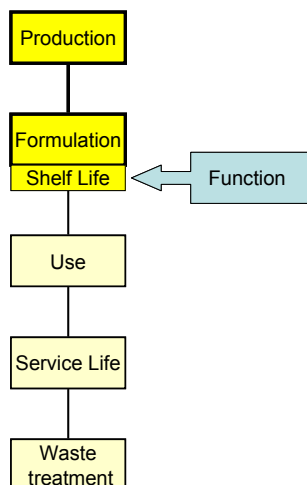 Production
Formulation
Shelf Life
Function
Use
Service Life
Waste
treatment